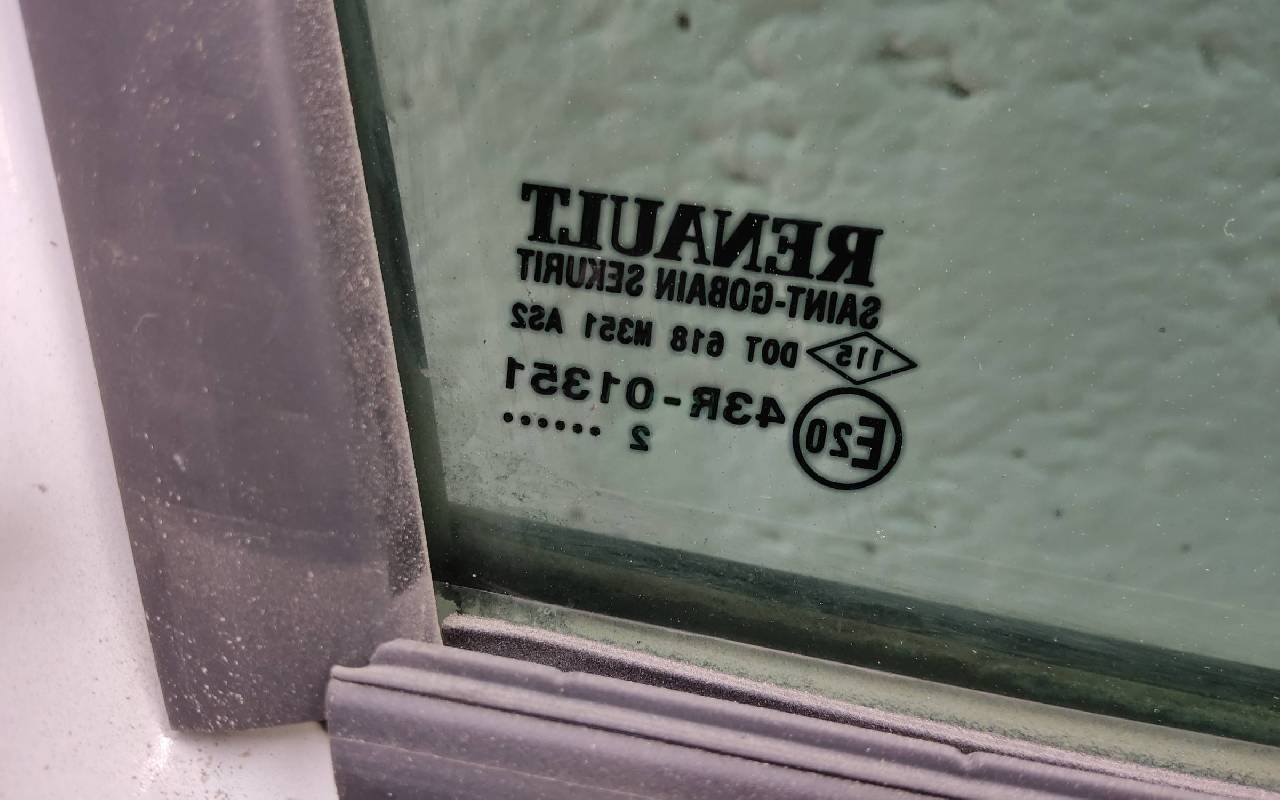 RENAULT
SAINT-GOBAIN SEKURIT
115 DOT 618 M351 AS2
E20 43R-01351
2 ......